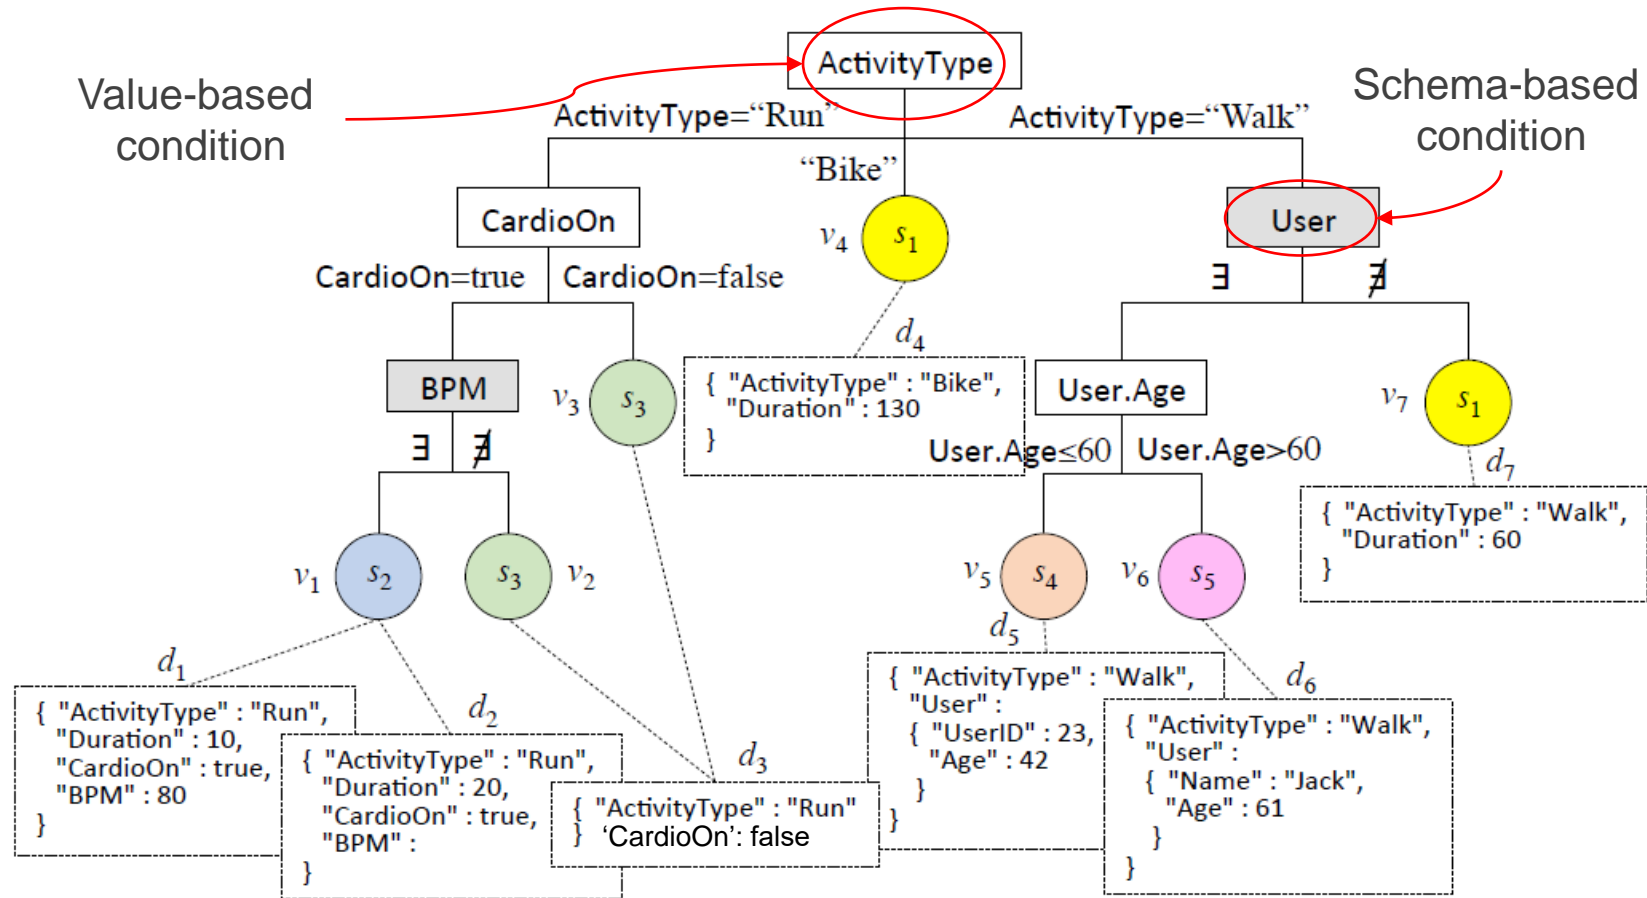 ActivityType
Value-based
condition
Schema-based
condition
ActivityType=“Run”
ActivityType=“Walk”
“Bike”
CardioOn
v4
s1
User
CardioOn=true
CardioOn=false
∃
∄
d4
BPM
v3
s3
{ "ActivityType" : "Bike",
"Duration" : 130
}
User.Age
v7
s1
∃
∄
User.Age≤60
User.Age>60
d7
{ "ActivityType" : "Walk",
"Duration" : 60
}
v1
s2
s3
v2
v5
s4
v6
s5
d1
{ "ActivityType" : "Run",
"Duration" : 10,
"CardioOn" : true,
"BPM" : 80
}
d2
{ "ActivityType" : "Run",
"Duration" : 20,
"CardioOn" : true,
"BPM" :
}
d3
{ "ActivityType" : "Run"
} ‘CardioOn’: false
d5
{ "ActivityType" : "Walk",
"User" :
{ "UserID" : 23,
"Age" : 42
}
}
d6
{ "ActivityType" : "Walk",
"User" :
{ "Name" : "Jack",
"Age" : 61
}
}